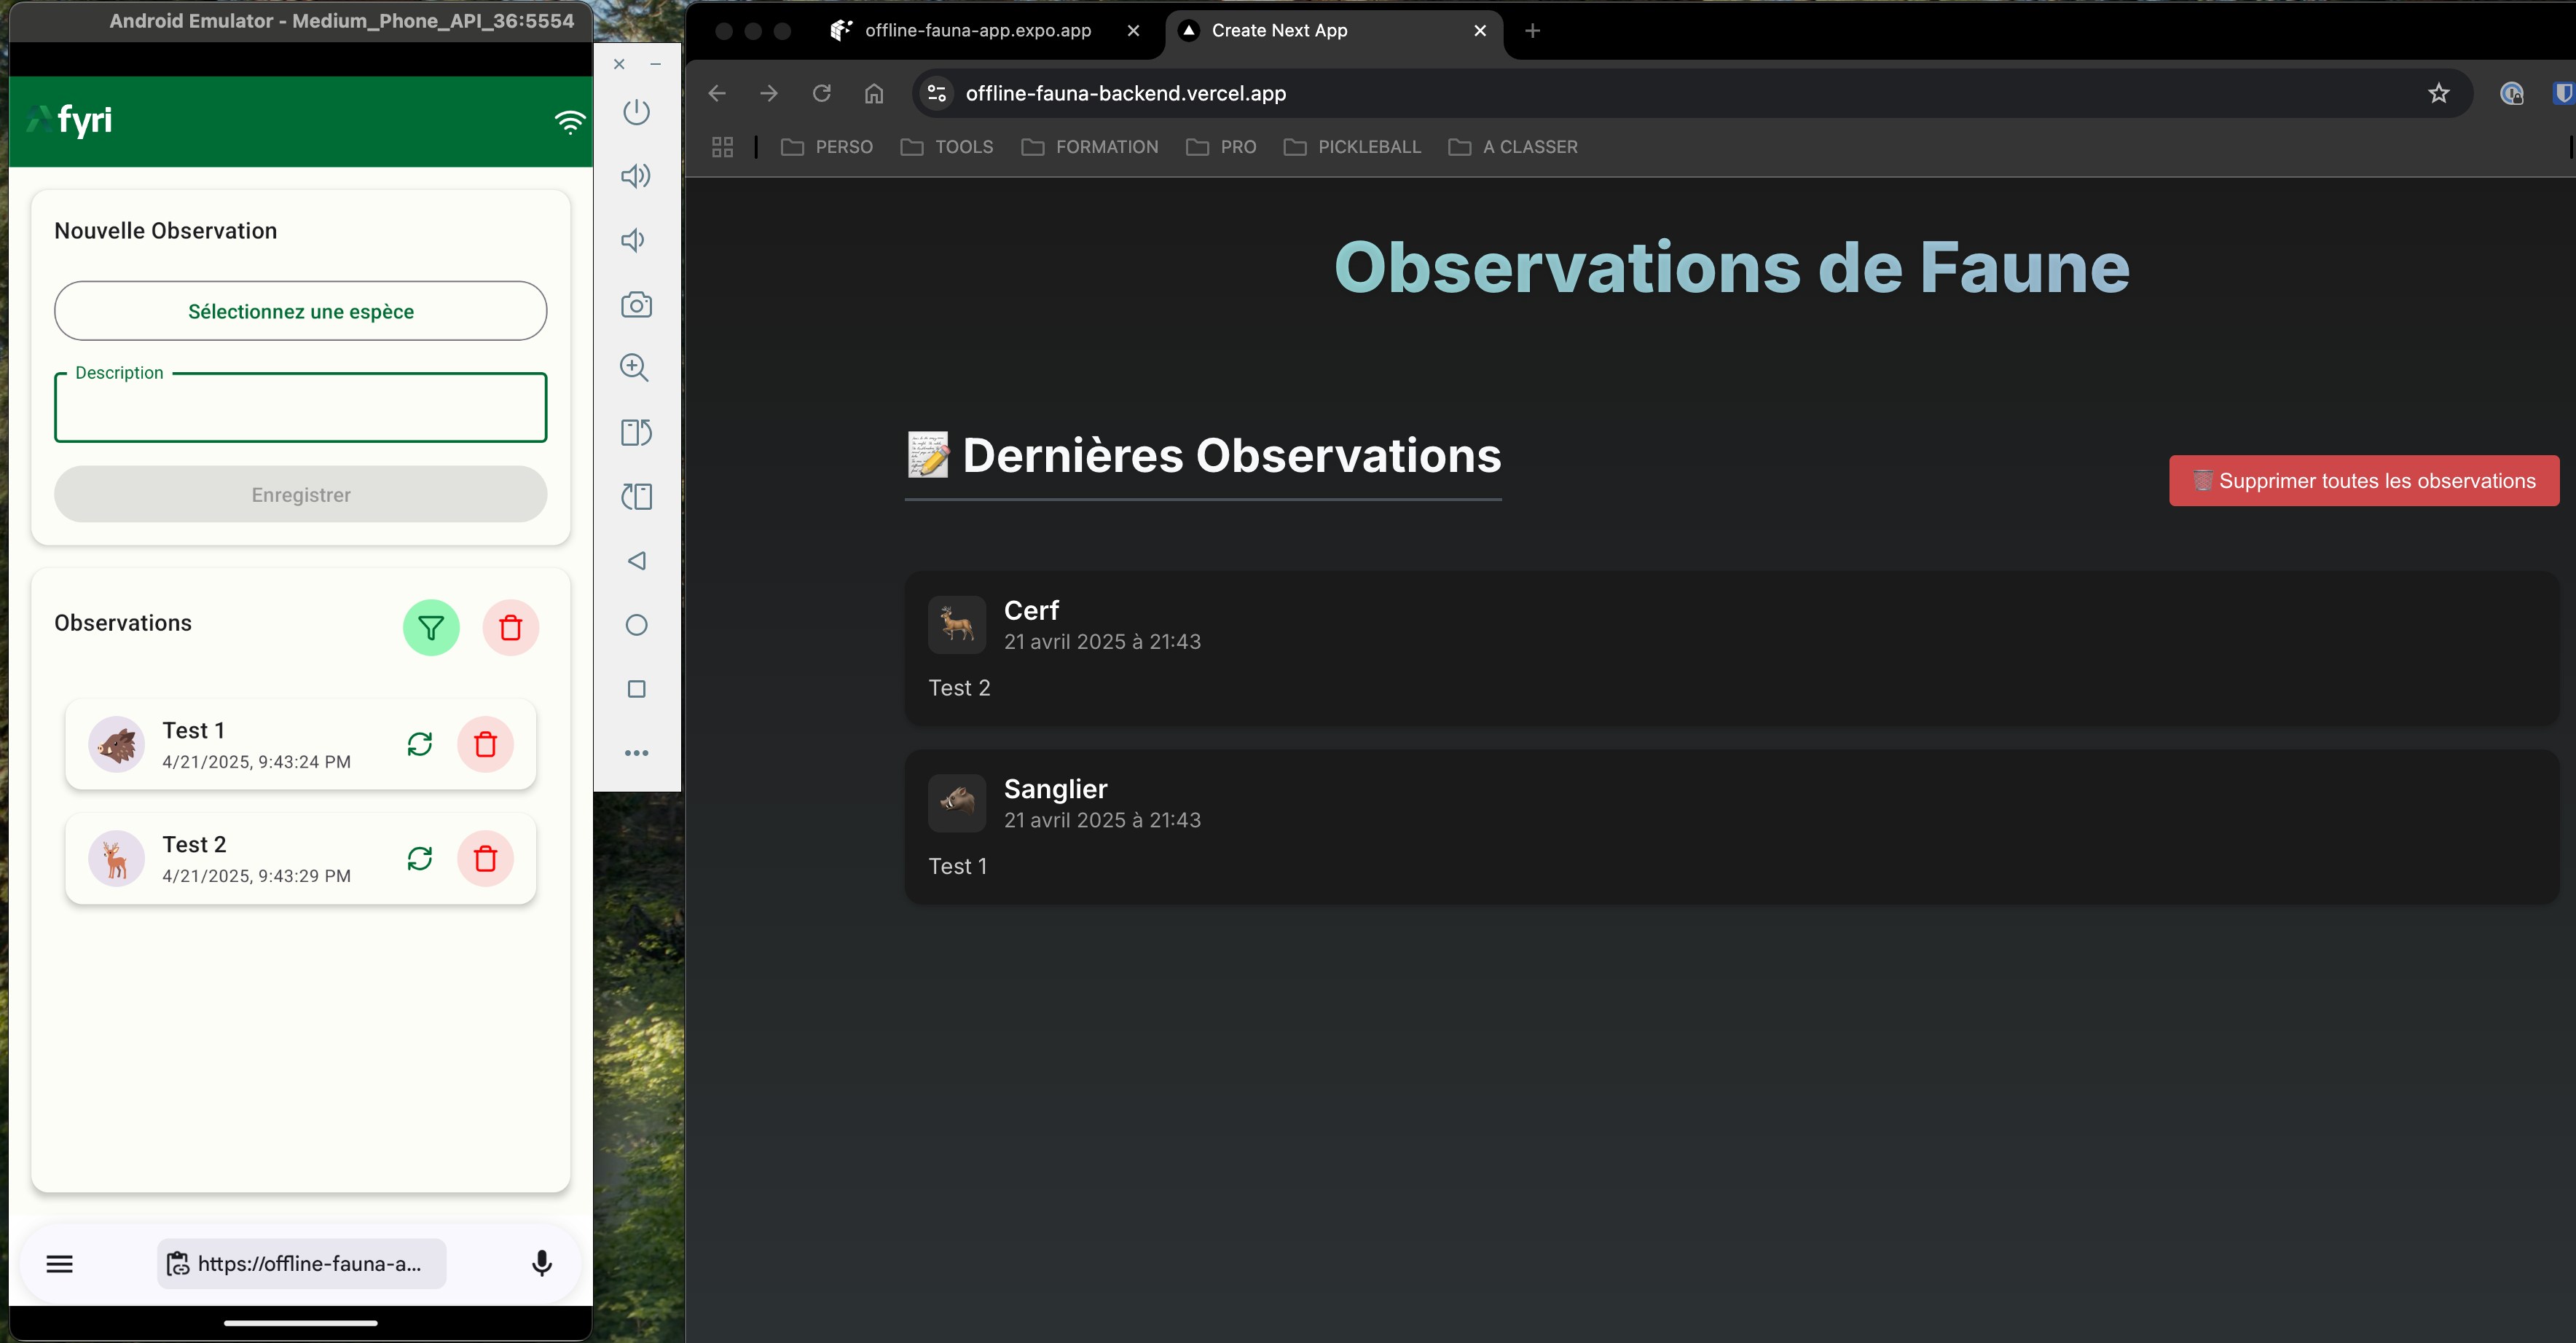 Android Emulator - Medium_Phone_API_36:5554
fyri
Nouvelle Observation
Sélectionnez une espèce
Description
Enregistrer
Observations
Test 1
4/21/2025, 9:43:24 PM
Test 2
4/21/2025, 9:43:29 PM
https://offline-fauna-a...
offline-fauna-app.expo.app
Create Next App
offline-fauna-backend.vercel.app
PERSO TOOLS FORMATION PRO PICKLEBALL A CLASSER
Observations de Faune
Dernières Observations
Supprimer toutes les observations
Cerf
21 avril 2025 à 21:43
Test 2
Sanglier
21 avril 2025 à 21:43
Test 1